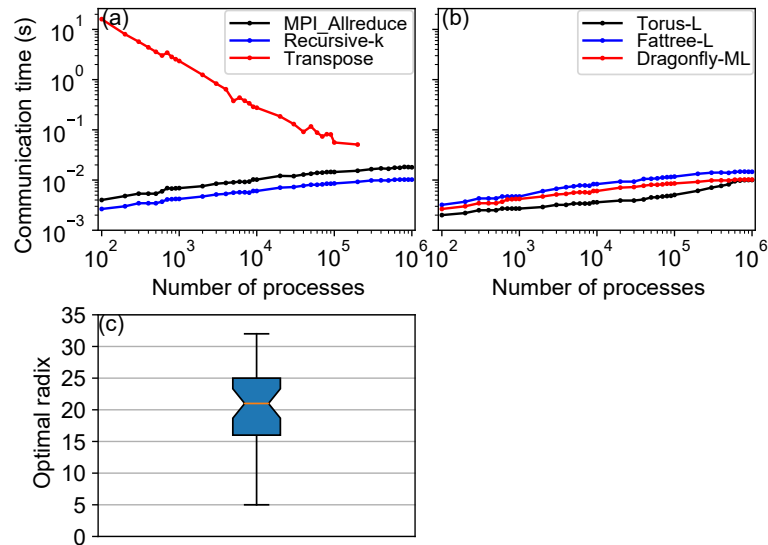 (a)
MPI_Allreduce
Recursive-k
Transpose
Communication time (s)
10^1
10^0
10^-1
10^-2
10^-3
10^2 10^3 10^4 10^5 10^6
Number of processes
(b)
Torus-L
Fattree-L
Dragonfly-ML
10^2 10^3 10^4 10^5 10^6
Number of processes
(c)
Optimal radix
35
30
25
20
15
10
5
0